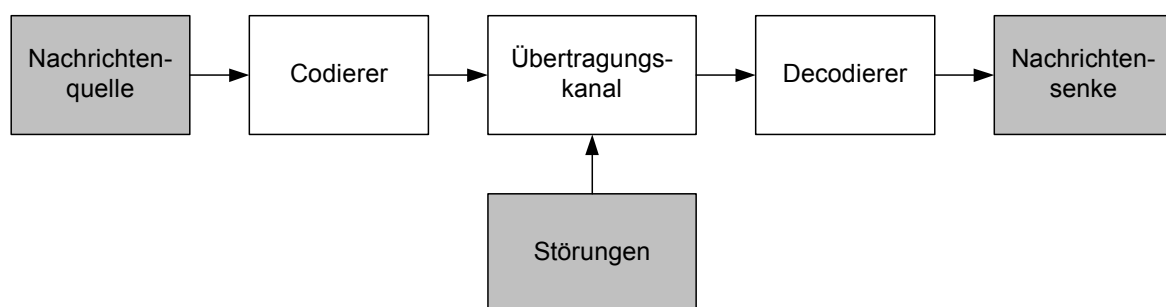 Nachrichten-
quelle
Codierer
Übertragungs-
kanal
Decodierer
Nachrichten-
senke
Störungen